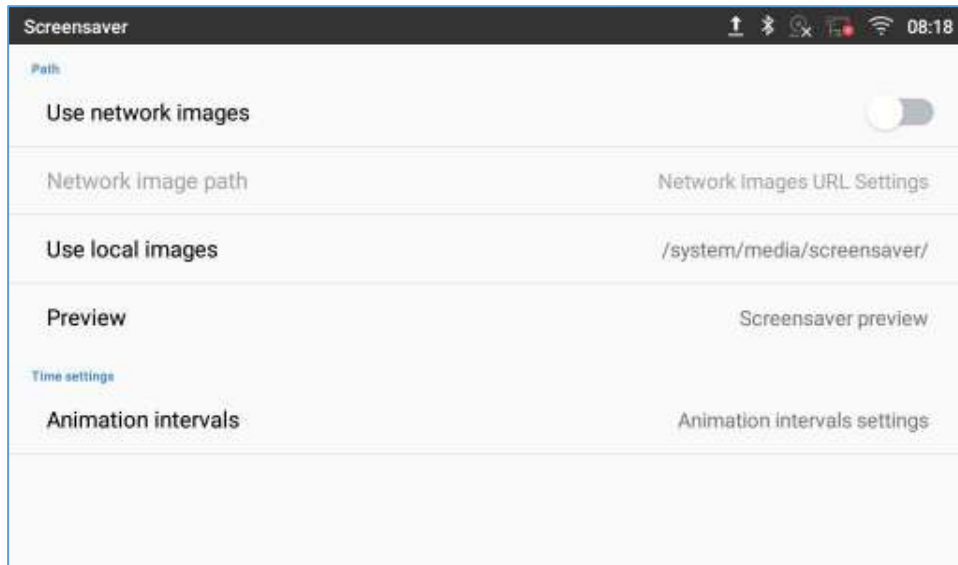 Screensaver 08:18
Path
Use network images
Network image path Network Images URL Settings
Use local images /system/media/screensaver/
Preview Screensaver preview
Time settings
Animation intervals Animation intervals settings